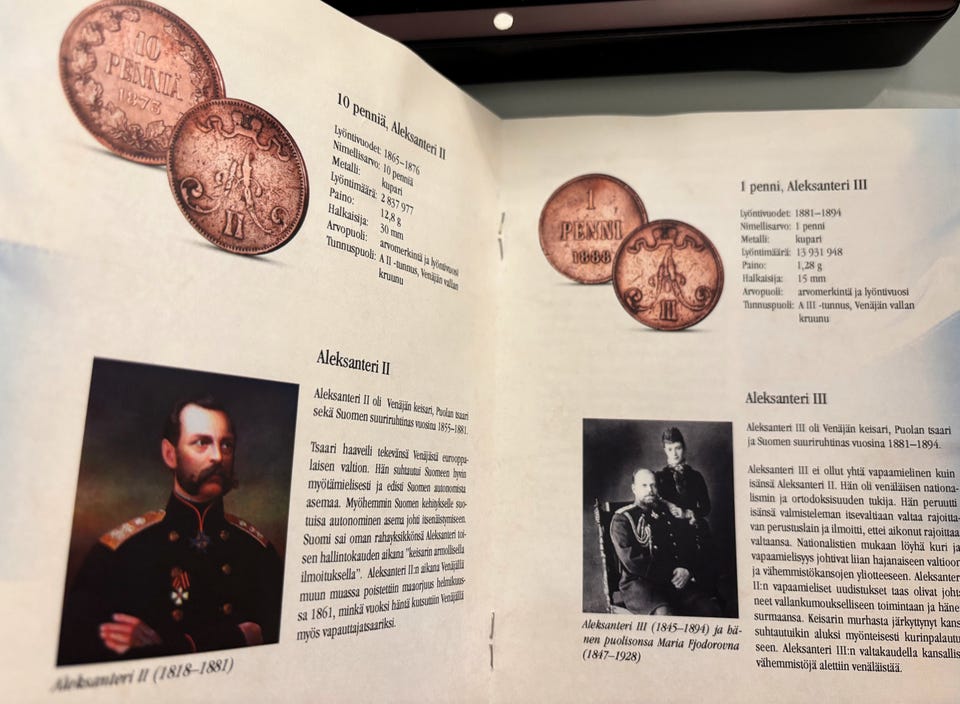 10
PENNIÄ
1873
A
II
10 penniä, Aleksanteri II
Lyöntivuodet: 1865–1876
Nimellisarvo: 10 penniä
Metalli: kupari
Lyöntimäärä: 2 837 977
Paino: 12,8 g
Halkaisija: 30 mm
Arvopuoli: arvomerkintä ja lyöntivuosi
Tunnuspuoli: A II -tunnus, Venäjän vallan
kruunu
Aleksanteri II
Aleksanteri II oli Venäjän keisari, Puolan tsaari
sekä Suomen suuriruhtinas vuosina 1855–1881.
Tsaari haaveili tekevänsä Venäjästä eurooppa-
laisen valtion. Hän suhtautui Suomeen hyvin
myötämielisesti ja edisti Suomen autonomista
asemaa. Myöhemmin Suomen kehitykselle suo-
tuisa autonominen asema johti itsenäistymiseen.
Suomi sai oman rahayksikkönsä Aleksanteri toi-
sen hallintokauden aikana "keisarin armollisella
ilmoituksella". Aleksanteri II:n aikana Venäjällä
muun muassa poistettiin maaorjuus helmikuus-
sa 1861, minkä vuoksi häntä kutsuttiin Venäjällä
myös vapauttajatsaariksi.
Aleksanteri II (1818–1881)
1
PENNI
1888
A
III
1 penni, Aleksanteri III
Lyöntivuodet: 1881–1894
Nimellisarvo: 1 penni
Metalli: kupari
Lyöntimäärä: 13 931 948
Paino: 1,28 g
Halkaisija: 15 mm
Arvopuoli: arvomerkintä ja lyöntivuosi
Tunnuspuoli: A III -tunnus, Venäjän vallan
kruunu
Aleksanteri III
Aleksanteri III oli Venäjän keisari, Puolan tsaari
ja Suomen suuriruhtinas vuosina 1881–1894.
Aleksanteri III ei ollut yhtä vapaamielinen kuin
isänsä Aleksanteri II. Hän oli venäläisen nationa-
lismin ja ortodoksisuuden tukija. Hän peruutti
isänsä valmisteleman itsevaltiaan valtaa rajoitta-
van perustuslain ja ilmoitti, ettei aikonut rajoittaa
valtaansa. Nationalistien mukaan löyhä kuri ja
vapaamielisyys johtivat liian hajanaiseen valtioon
ja vähemmistökansojen yliotteeseen. Aleksanter
II:n vapaamieliset uudistukset taas olivat joht
neet vallankumoukselliseen toimintaan ja häne
surmaansa. Keisarin murhasta järkyttynyt kans
suhtautuikin aluksi myönteisesti kurinpalautu
seen. Aleksanteri III:n valtakaudella kansallis
vähemmistöjä alettiin venäläistää.
Aleksanteri III (1845–1894) ja hä-
nen puolisonsa Maria Fjodorovna
(1847–1928)